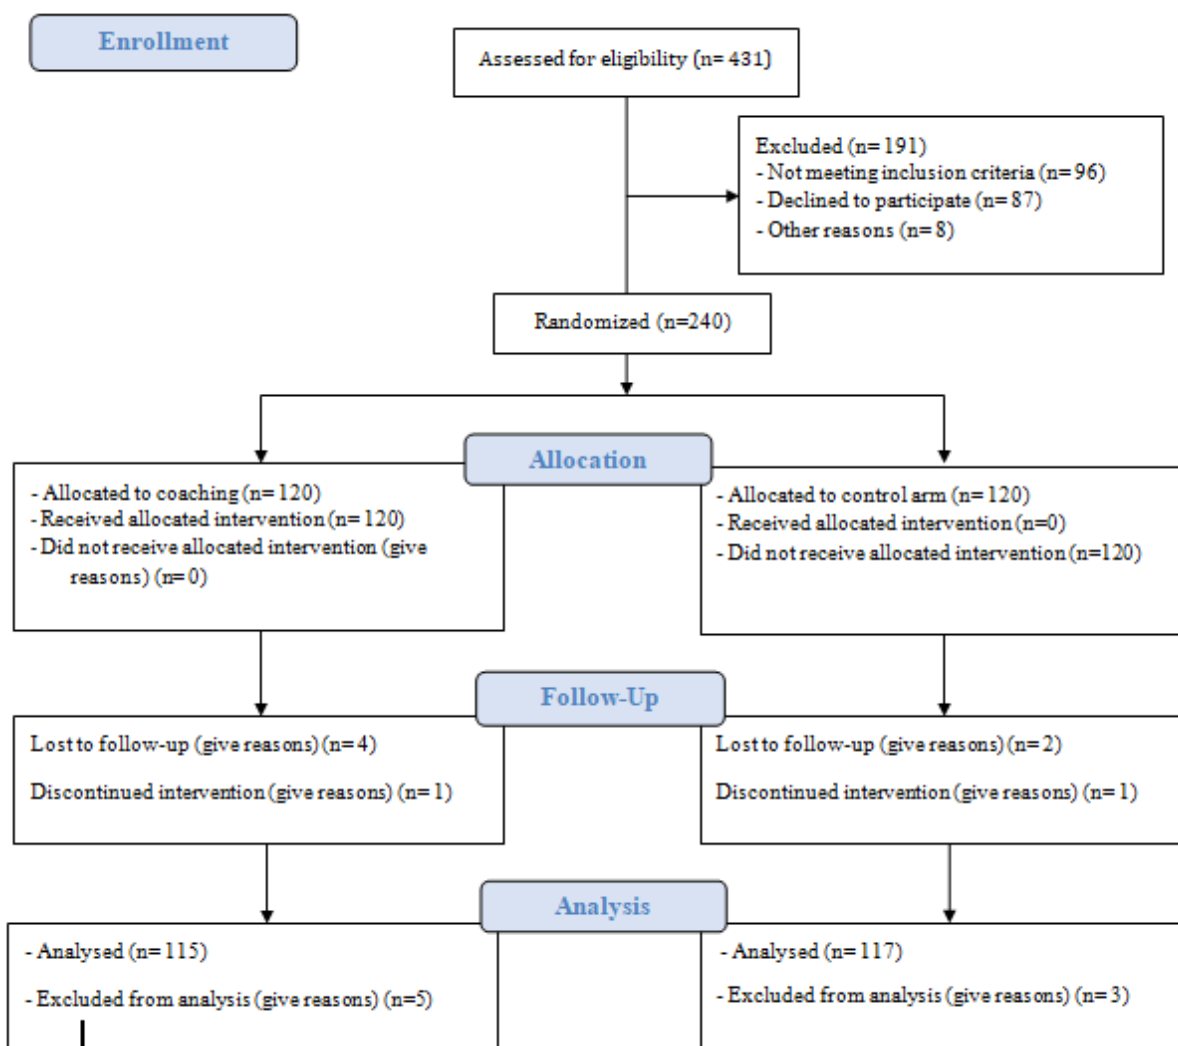 Enrollment
Assessed for eligibility (n= 431)
Excluded (n= 191)
- Not meeting inclusion criteria (n= 96)
- Declined to participate (n= 87)
- Other reasons (n= 8)
Randomized (n=240)
Allocation
- Allocated to coaching (n= 120)
- Received allocated intervention (n= 120)
- Did not receive allocated intervention (give
reasons) (n= 0)
- Allocated to control arm (n= 120)
- Received allocated intervention (n=0)
- Did not receive allocated intervention (n=120)
Follow-Up
Lost to follow-up (give reasons) (n= 4)
Discontinued intervention (give reasons) (n= 1)
Lost to follow-up (give reasons) (n= 2)
Discontinued intervention (give reasons) (n= 1)
Analysis
- Analysed (n= 115)
- Excluded from analysis (give reasons) (n=5)
- Analysed (n= 117)
- Excluded from analysis (give reasons) (n= 3)